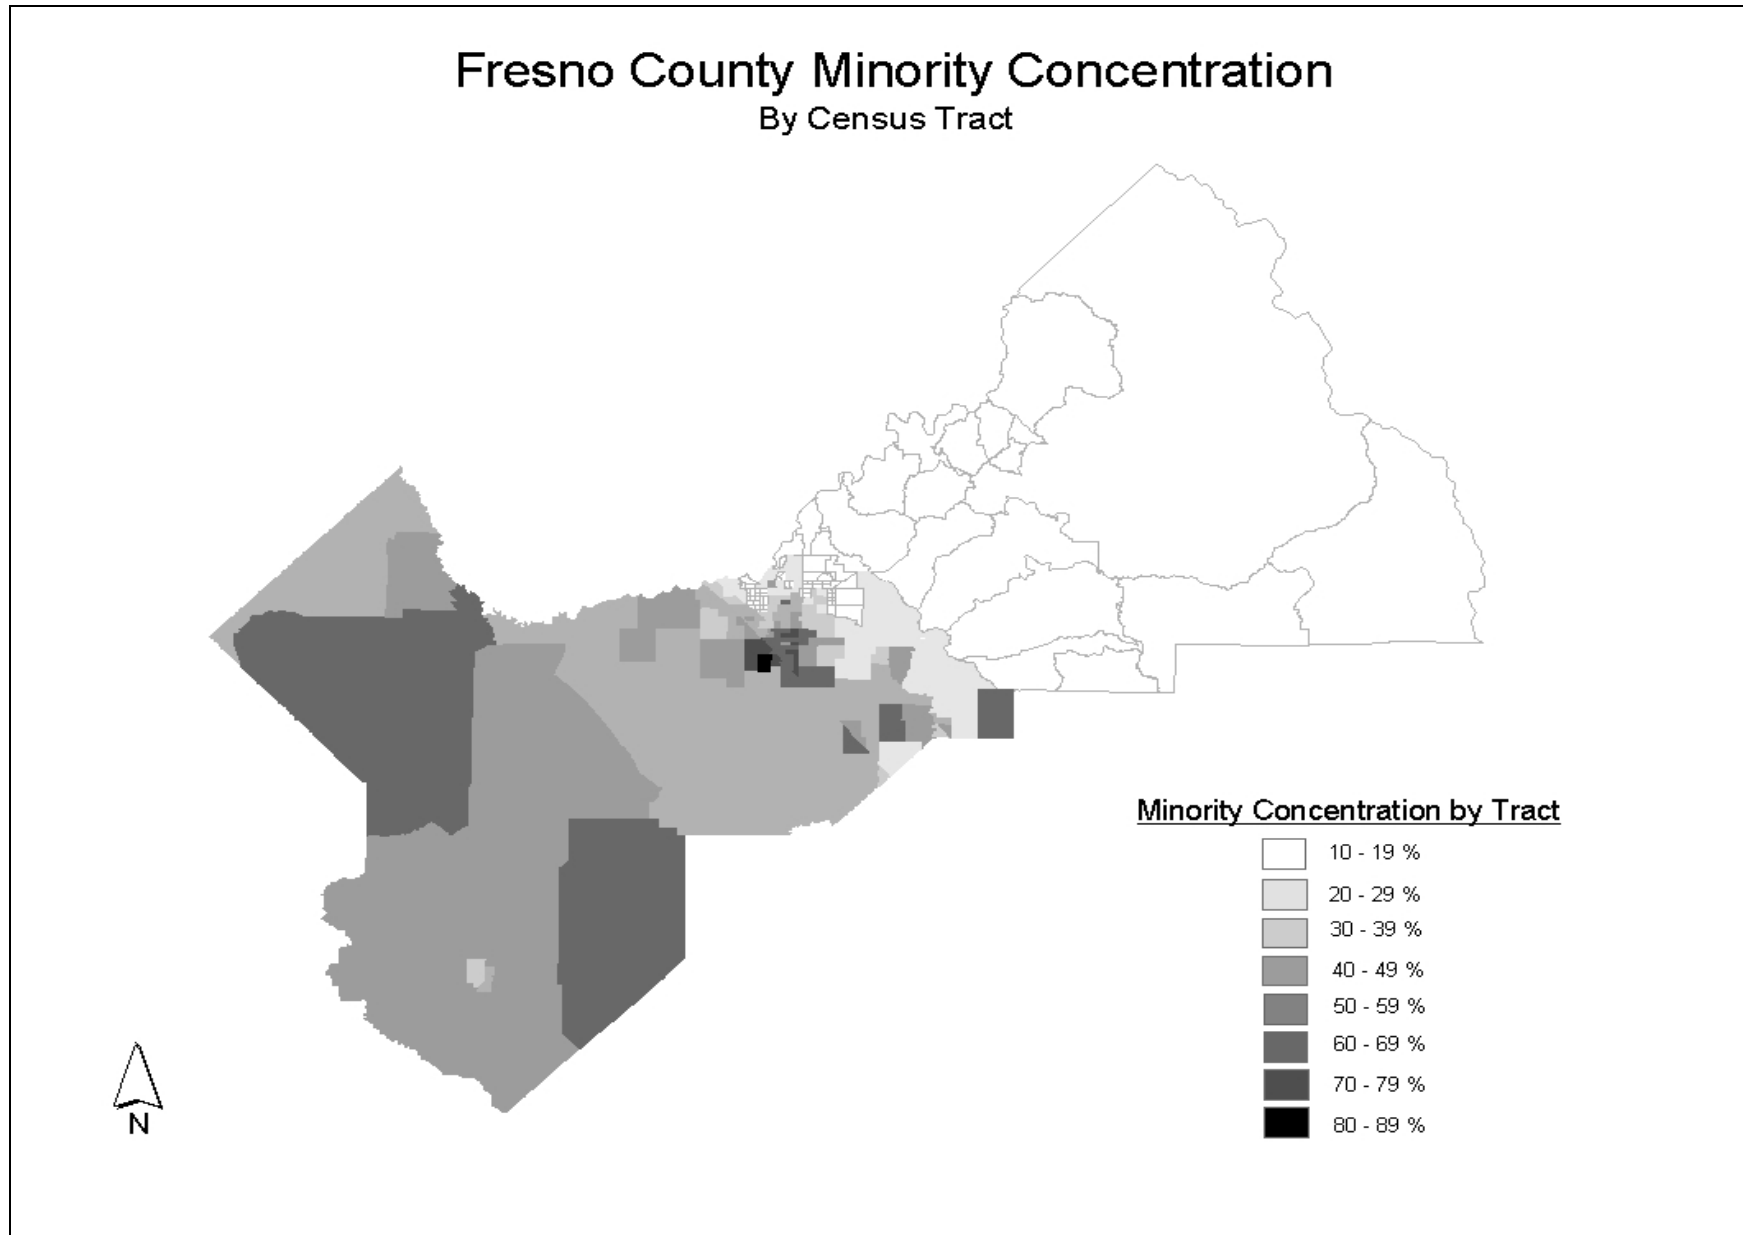 Fresno County Minority Concentration
By Census Tract
Minority Concentration by Tract
10 - 19 %
20 - 29 %
30 - 39 %
40 - 49 %
50 - 59 %
60 - 69 %
70 - 79 %
80 - 89 %
N